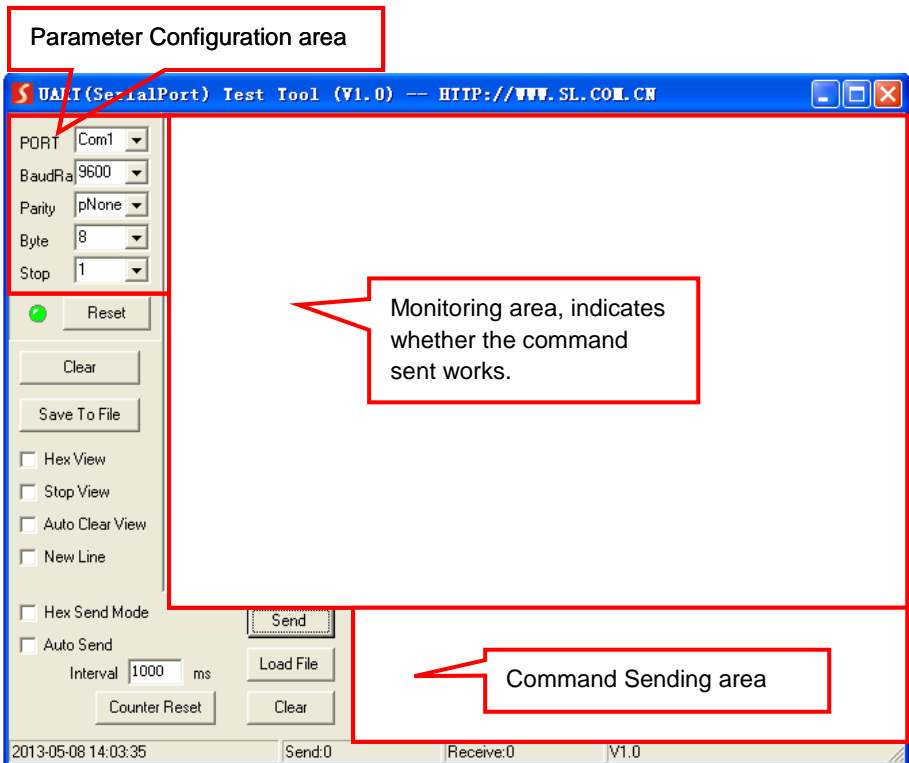 Parameter Configuration area
UART(SerialPort) Test Tool (V1.0) -- HTTP://WWW.SL.COM.CN
PORT Com1
BaudRa 9600
Parity pNone
Byte 8
Stop 1
Reset
Monitoring area, indicates
whether the command
sent works.
Clear
Save To File
Hex View
Stop View
Auto Clear View
New Line
Hex Send Mode
Send
Auto Send
Interval 1000 ms
Load File
Command Sending area
Counter Reset
Clear
2013-05-08 14:03:35 Send:0 Receive:0 V1.0